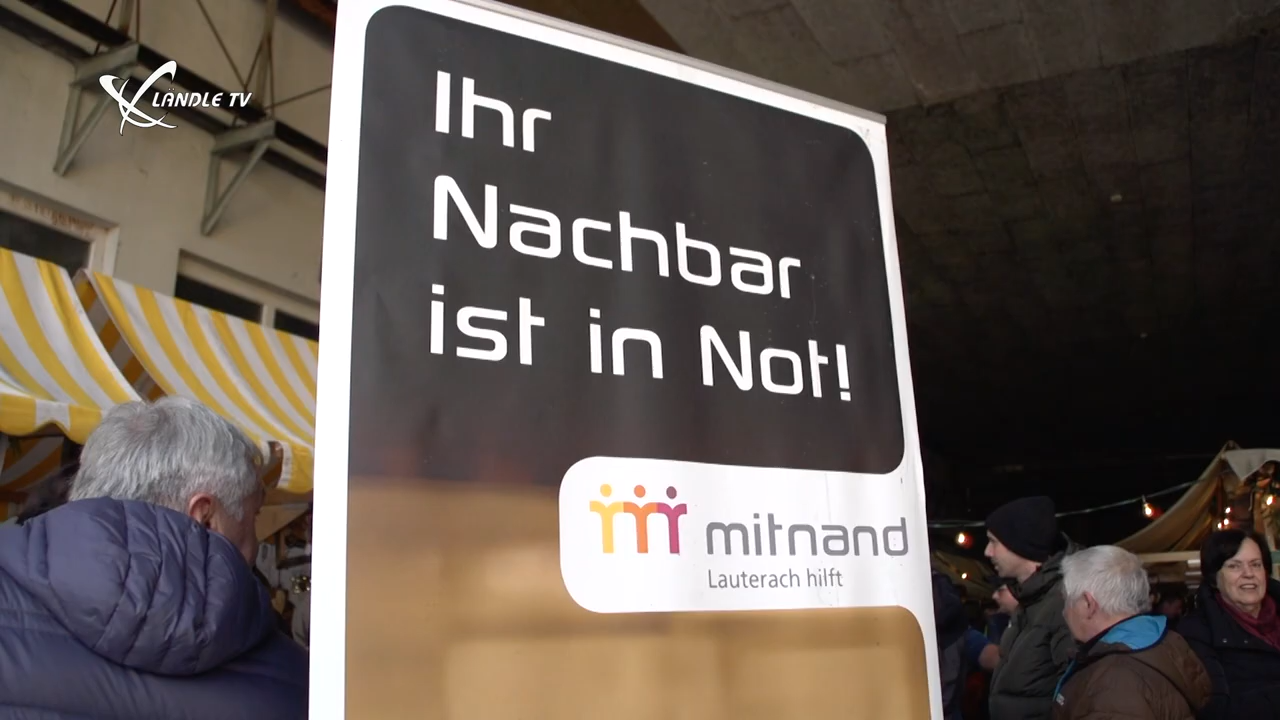 LÄNDLE TV
Ihr
Nachbar
ist in Not!
mitnand
Lauterach hilft